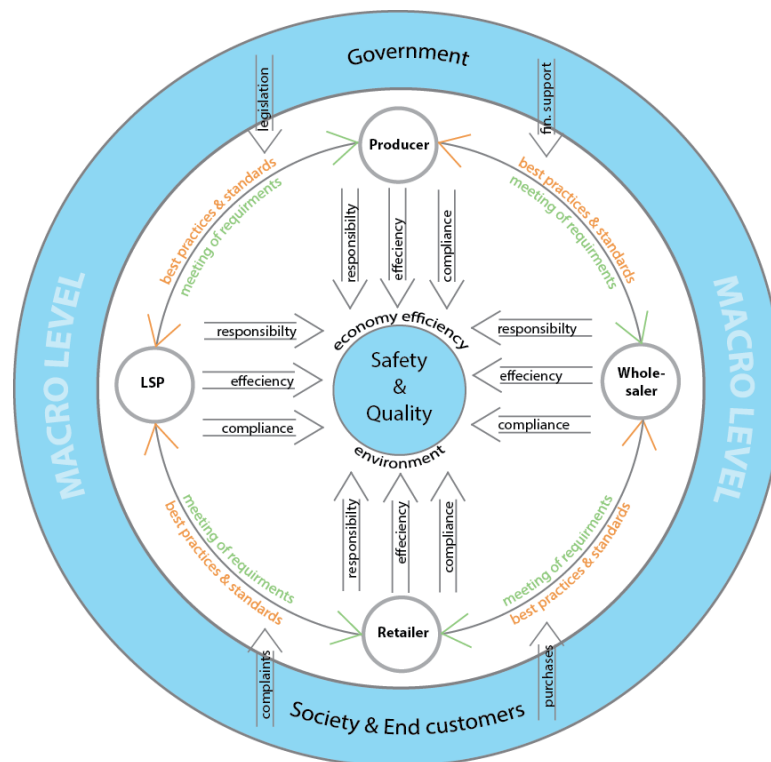 Government
legislation
fin. support
Producer
best practices & standards
meeting of requirments
best practices & standards
meeting of requirments
responsibilty
effeciency
compliance
MACRO LEVEL
MACRO LEVEL
economy efficiency
Safety
&
Quality
environment
LSP
responsibilty
effeciency
compliance
responsibilty
effeciency
compliance
Whole-
saler
responsibilty
effeciency
compliance
meeting of requirments
best practices & standards
meeting of requirments
best practices & standards
Retailer
complaints
purchases
Society & End customers